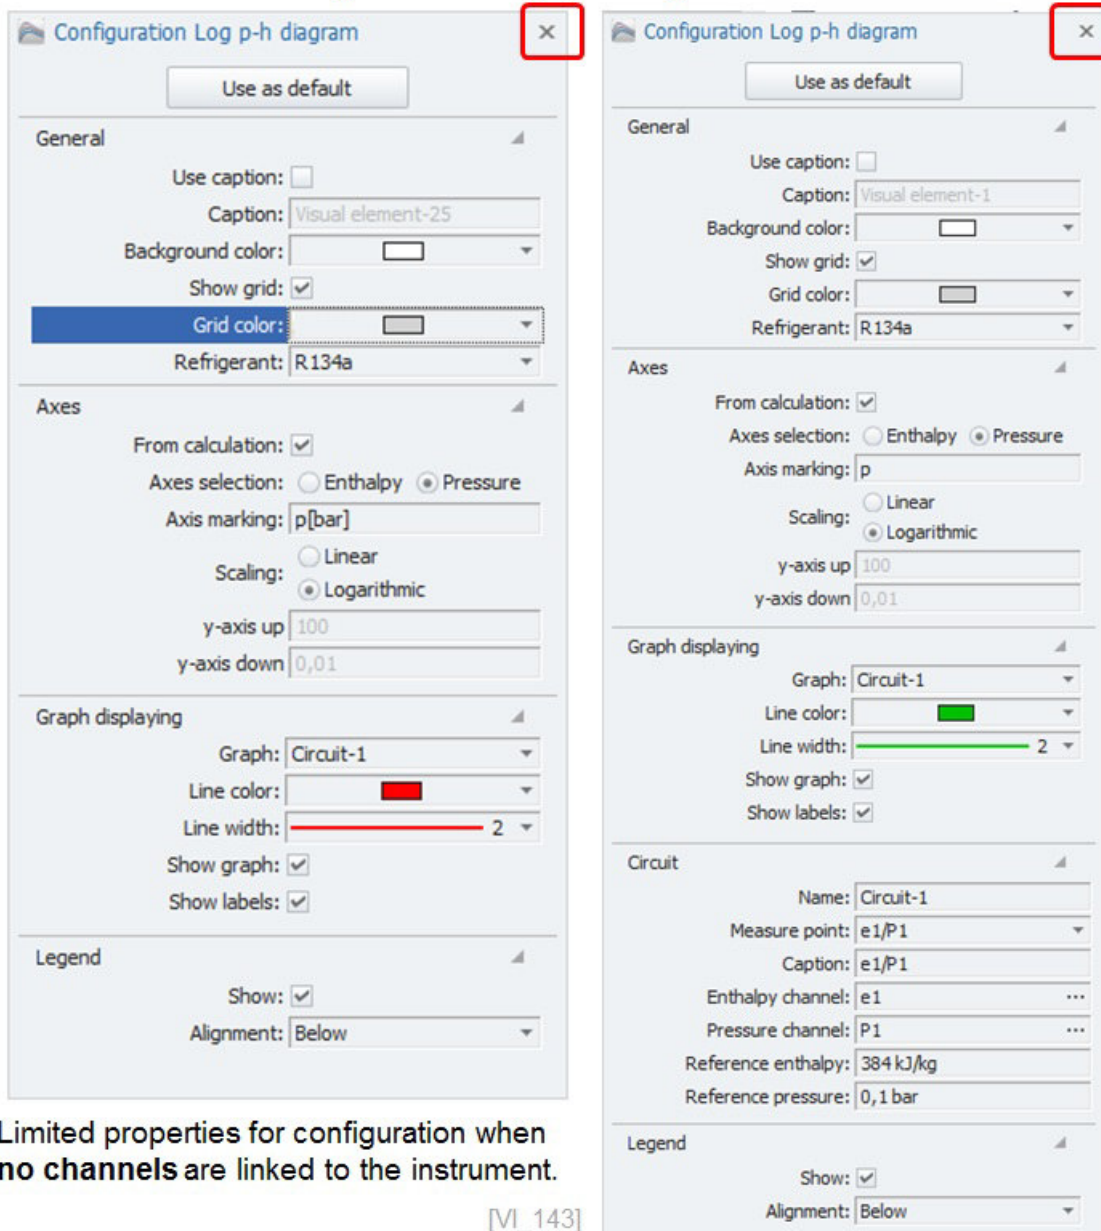 Configuration Log p-h diagram
Use as default
General
Use caption:
Caption: Visual element-25
Background color:
Show grid:
Grid color:
Refrigerant: R134a
Axes
From calculation:
Axes selection: Enthalpy Pressure
Axis marking: p[bar]
Scaling: Linear
Logarithmic
y-axis up 100
y-axis down 0,01
Graph displaying
Graph: Circuit-1
Line color:
Line width: 2
Show graph:
Show labels:
Legend
Show:
Alignment: Below
Limited properties for configuration when
no channels are linked to the instrument.
[VI_143]
Configuration Log p-h diagram
Use as default
General
Use caption:
Caption: Visual element-1
Background color:
Show grid:
Grid color:
Refrigerant: R134a
Axes
From calculation:
Axes selection: Enthalpy Pressure
Axis marking: p
Scaling: Linear
Logarithmic
y-axis up 100
y-axis down 0,01
Graph displaying
Graph: Circuit-1
Line color:
Line width: 2
Show graph:
Show labels:
Circuit
Name: Circuit-1
Measure point: e1/P1
Caption: e1/P1
Enthalpy channel: e1 ...
Pressure channel: P1 ...
Reference enthalpy: 384 kJ/kg
Reference pressure: 0,1 bar
Legend
Show:
Alignment: Below